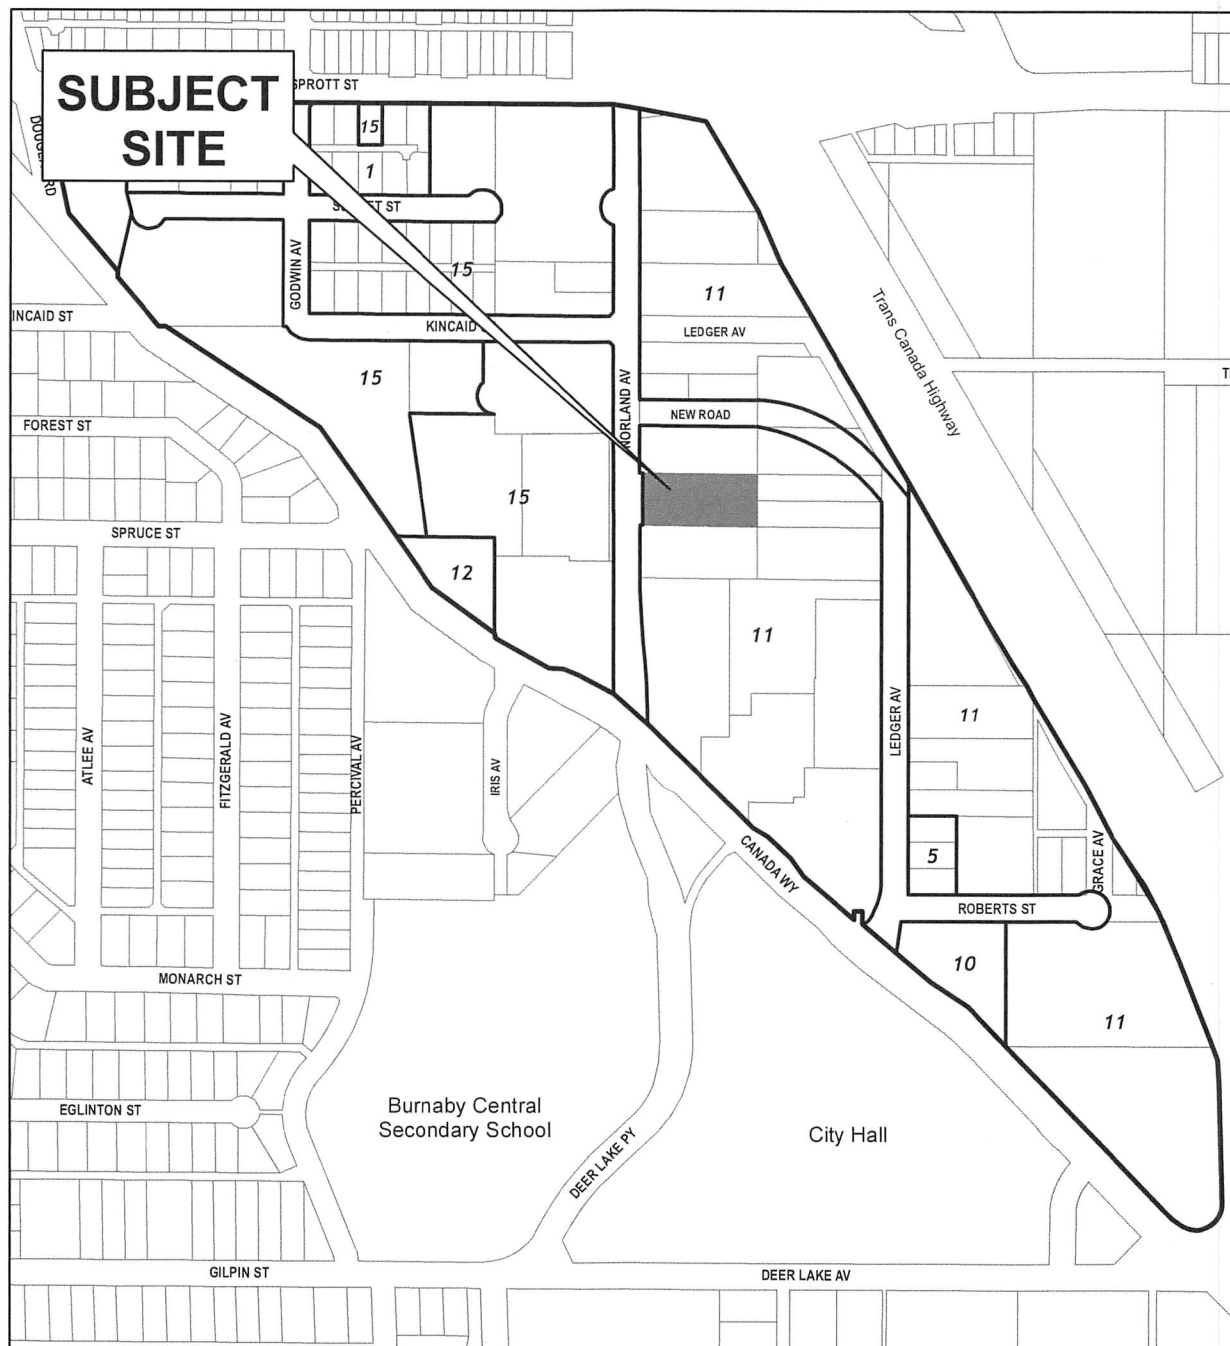 SPROTT ST
SUBJECT
SITE
15
1
15
GODWIN AV
INCAID ST
KINCAID
11
LEDGER AV
Trans Canada Highway
15
NORLAND AV
NEW ROAD
FOREST ST
15
SPRUCE ST
12
11
ATLEE AV
FITZGERALD AV
PERCIVAL AV
IRIS AV
LEDGER AV
11
CANADA WY
5
GRACE AV
ROBERTS ST
MONARCH ST
10
11
EGLINTON ST
Burnaby Central
Secondary School
City Hall
DEER LAKE PY
GILPIN ST
DEER LAKE AV